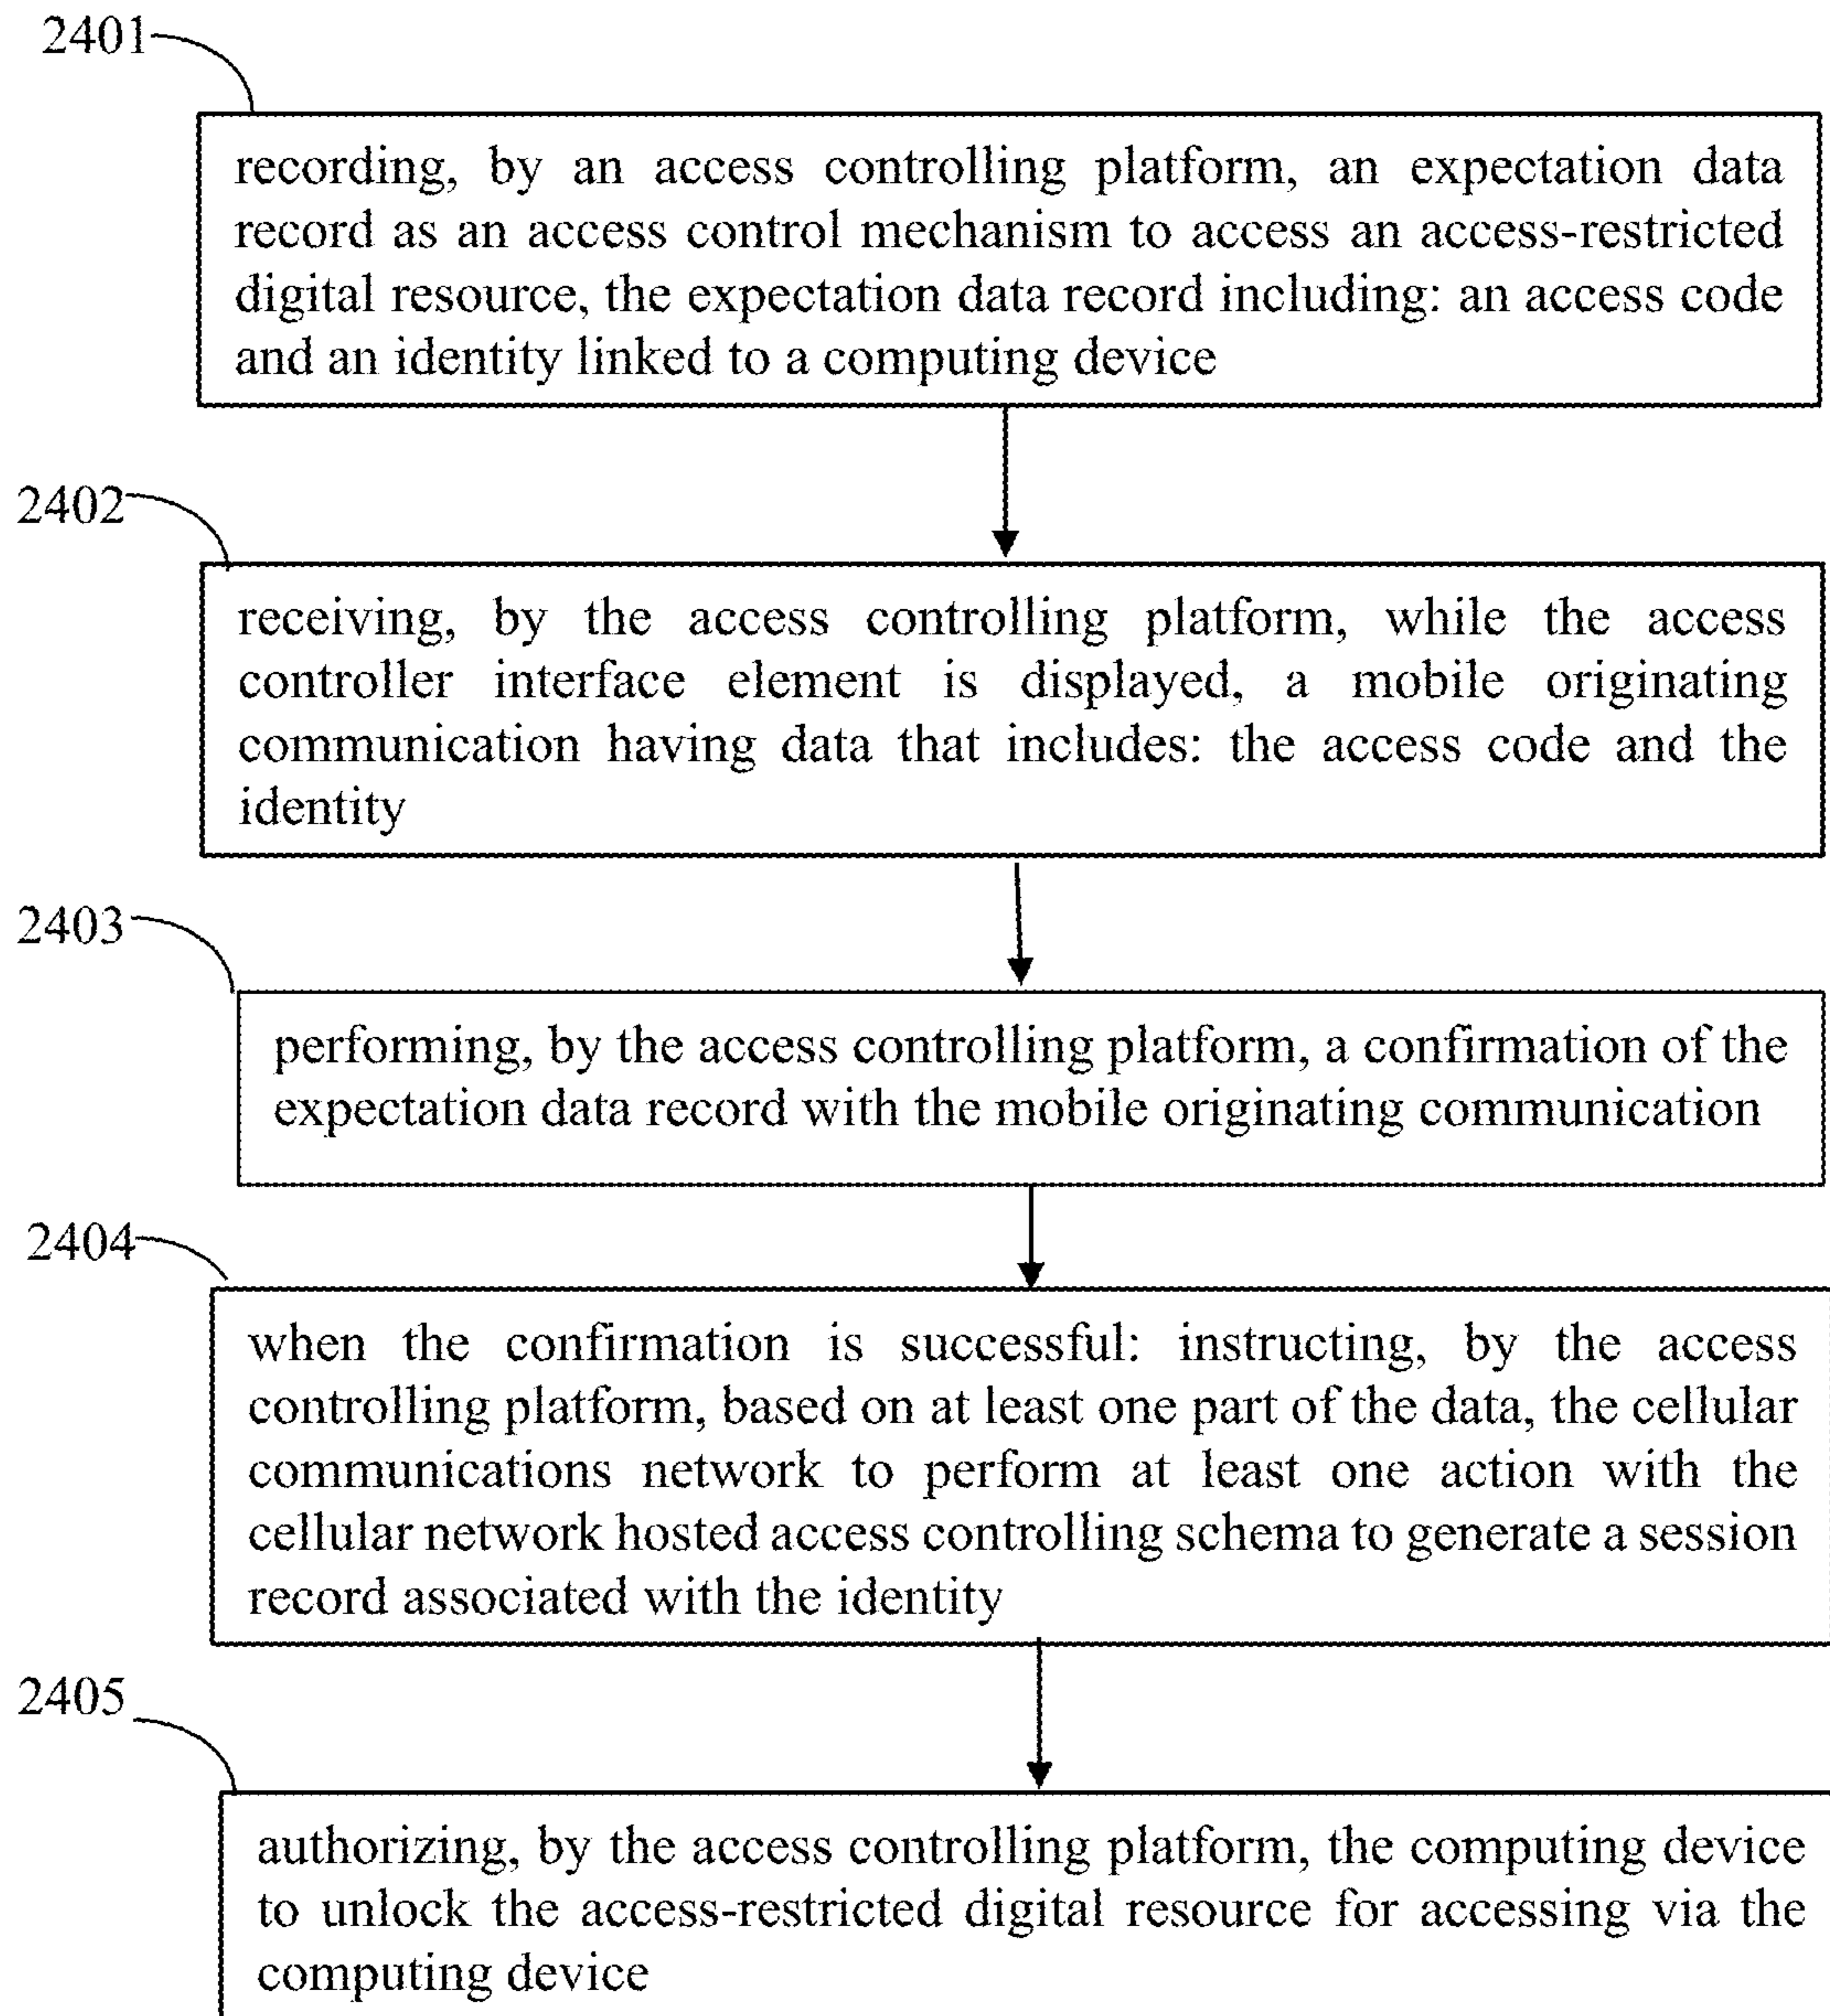 2401
recording, by an access controlling platform, an expectation data
record as an access control mechanism to access an access-restricted
digital resource, the expectation data record including: an access code
and an identity linked to a computing device
2402
receiving, by the access controlling platform, while the access
controller interface element is displayed, a mobile originating
communication having data that includes: the access code and the
identity
2403
performing, by the access controlling platform, a confirmation of the
expectation data record with the mobile originating communication
2404
when the confirmation is successful: instructing, by the access
controlling platform, based on at least one part of the data, the cellular
communications network to perform at least one action with the
cellular network hosted access controlling schema to generate a session
record associated with the identity
2405
authorizing, by the access controlling platform, the computing device
to unlock the access-restricted digital resource for accessing via the
computing device